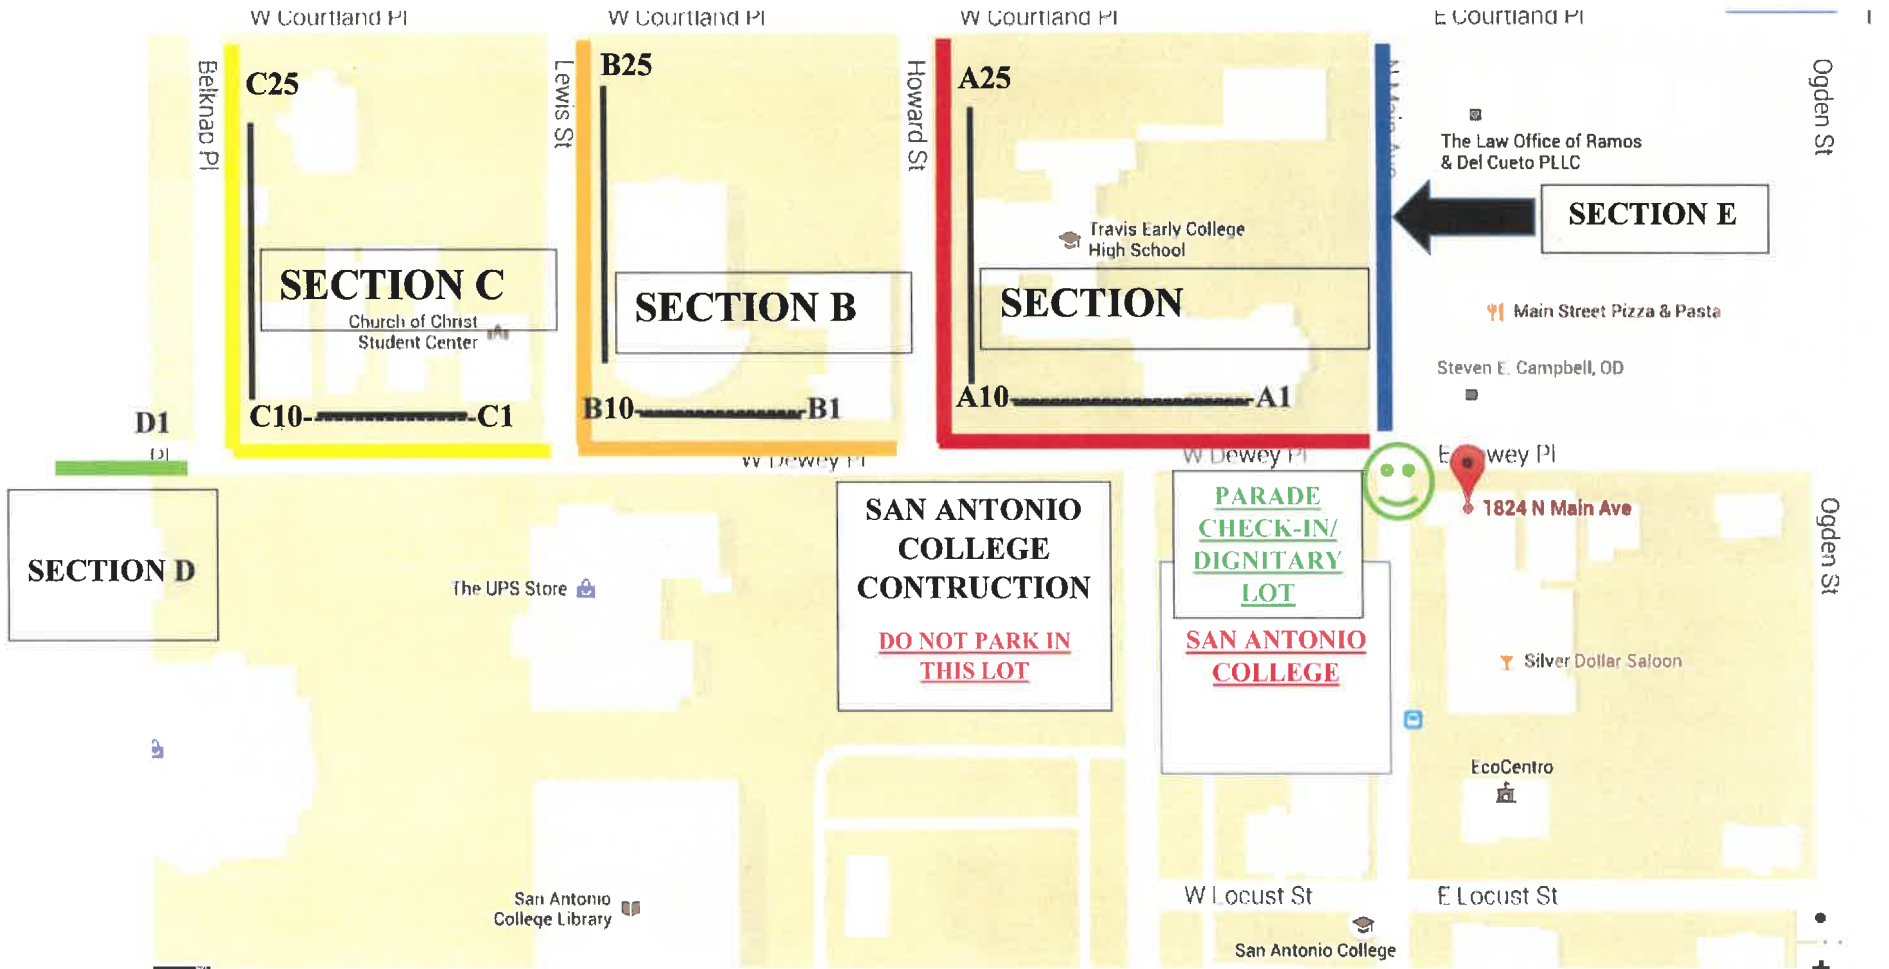 W Courtland Pl
W Courtland Pl
W Courtland Pl
E Courtland Pl
Belknap Pl
C25
Lewis St
B25
Howard St
A25
N Main Ave
Ogden St
The Law Office of Ramos
& Del Cueto PLLC
SECTION E
Travis Early College
High School
SECTION C
SECTION B
SECTION
Church of Christ
Student Center
Main Street Pizza & Pasta
Steven E. Campbell, OD
D1
C10-
-C1
B10-
-B1
A10-
-A1
Pl
W Dewey Pl
W Dewey Pl
E wey Pl
1824 N Main Ave
SECTION D
The UPS Store
SAN ANTONIO
COLLEGE
CONTRUCTION
DO NOT PARK IN
THIS LOT
PARADE
CHECK-IN/
DIGNITARY
LOT
SAN ANTONIO
COLLEGE
Ogden St
Silver Dollar Saloon
EcoCentro
San Antonio
College Library
W Locust St
E Locust St
San Antonio College